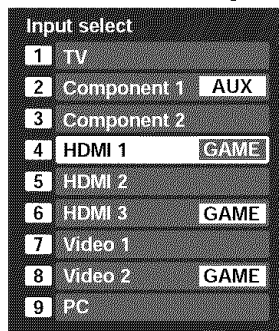 Input select
1 TV
2 Component 1 AUX
3 Component 2
4 HDMI 1 GAME
5 HDMI 2
6 HDMI 3 GAME
7 Video 1
8 Video 2 GAME
9 PC